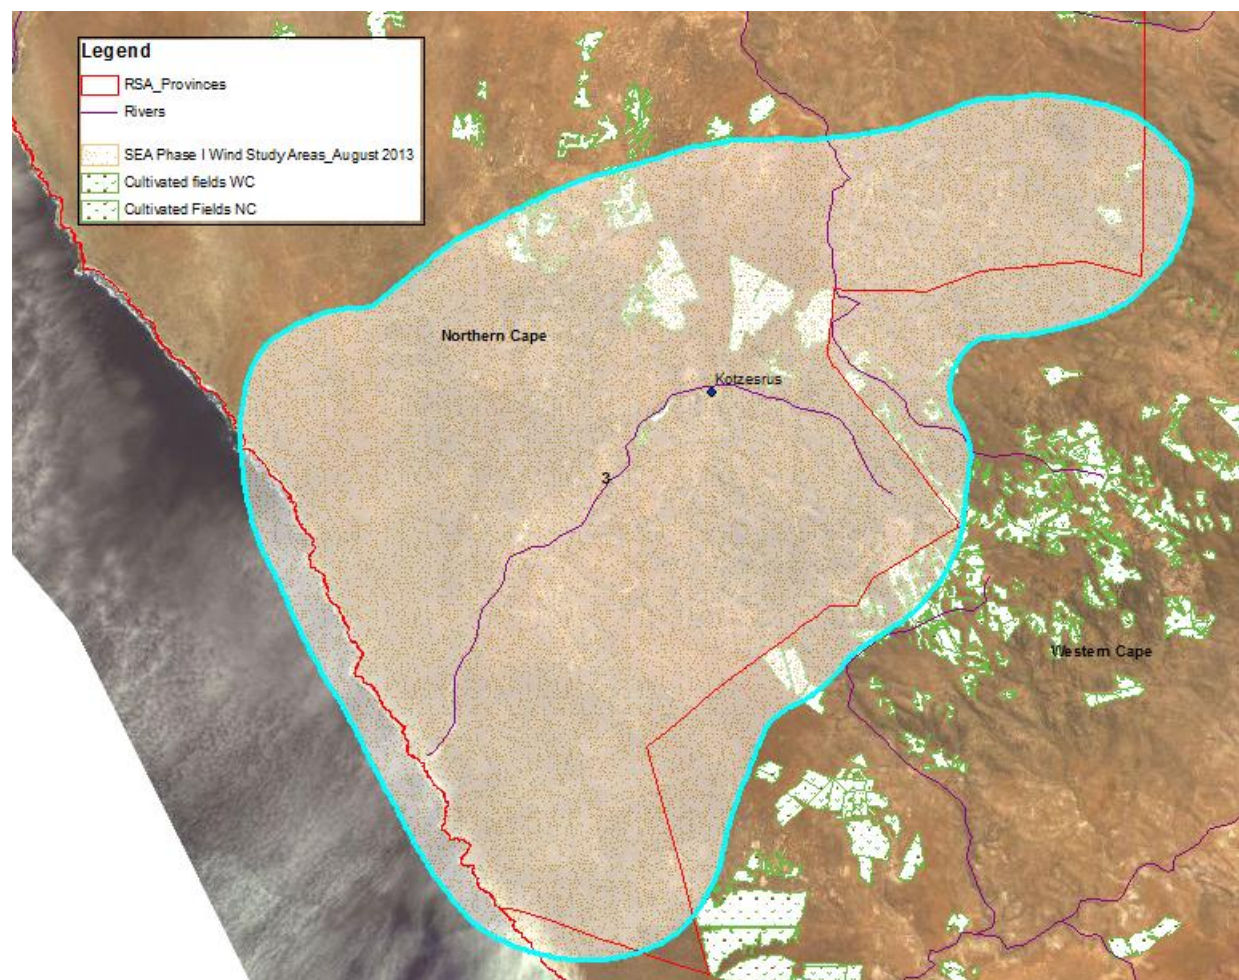 Legend
RSA_Provinces
Rivers
SEA Phase I Wind Study Areas_August 2013
Cultivated fields WC
Cultivated Fields NC
Northern Cape
Kotzesrus
3
Western Cape